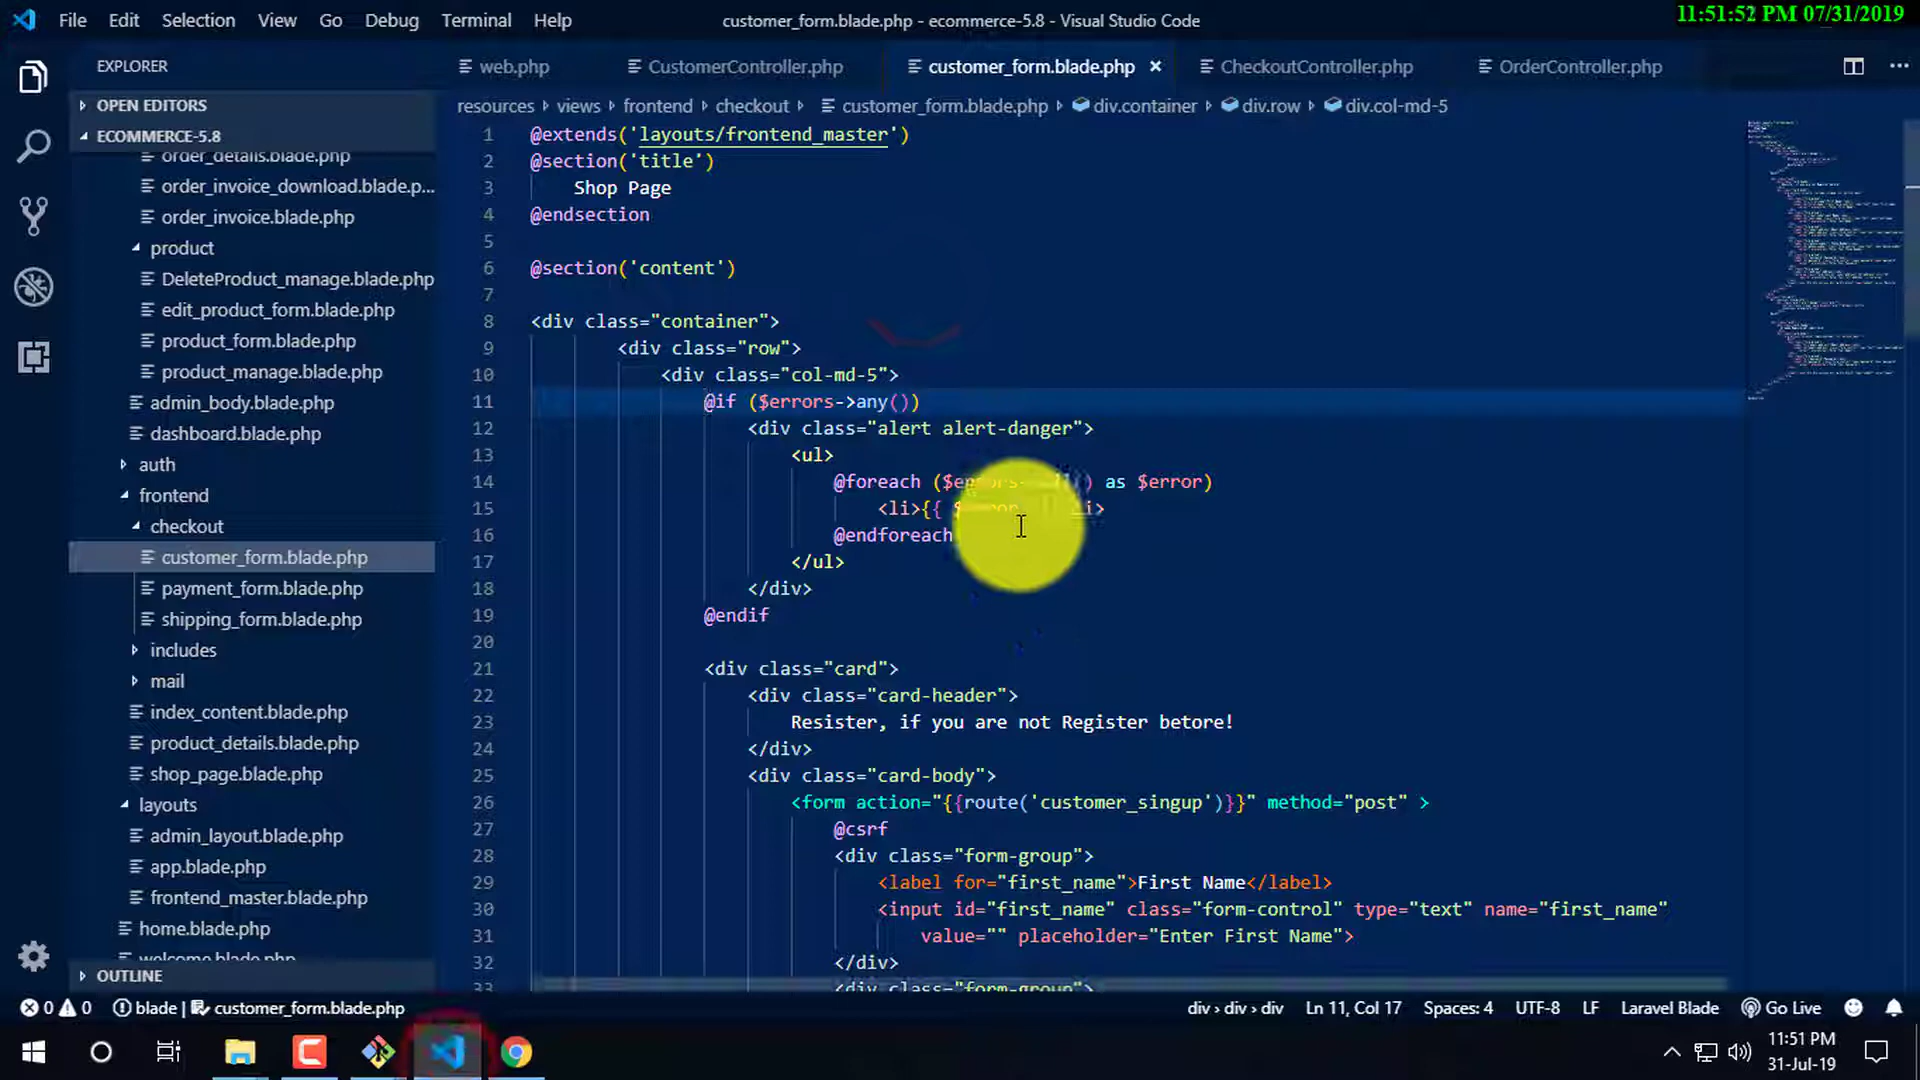 File Edit Selection View Go Debug Terminal Help
customer_form.blade.php - ecommerce-5.8 - Visual Studio Code
11:51:52 PM 07/31/2019
EXPLORER
OPEN EDITORS
ECOMMERCE-5.8
order_details.blade.php
order_invoice_download.blade.p...
order_invoice.blade.php
product
DeleteProduct_manage.blade.php
edit_product_form.blade.php
product_form.blade.php
product_manage.blade.php
admin_body.blade.php
dashboard.blade.php
auth
frontend
checkout
customer_form.blade.php
payment_form.blade.php
shipping_form.blade.php
includes
mail
index_content.blade.php
product_details.blade.php
shop_page.blade.php
layouts
admin_layout.blade.php
app.blade.php
frontend_master.blade.php
home.blade.php
welcome.blade.php
OUTLINE
web.php CustomerController.php customer_form.blade.php CheckoutController.php OrderController.php
resources > views > frontend > checkout > customer_form.blade.php > div.container > div.row > div.col-md-5
1 @extends('layouts/frontend_master')
2 @section('title')
3 Shop Page
4 @endsection
5
6 @section('content')
7
8 <div class="container">
9 <div class="row">
10 <div class="col-md-5">
11 @if ($errors->any())
12 <div class="alert alert-danger">
13 <ul>
14 @foreach ( as $error)
15 <li>{{
16 @endforeach
17 </ul>
18 </div>
19 @endif
20
21 <div class="card">
22 <div class="card-header">
23 Resister, if you are not Register betore!
24 </div>
25 <div class="card-body">
26 <form action="{{route('customer_singup')}}" method="post" >
27 @csrf
28 <div class="form-group">
29 <label for="first_name">First Name</label>
30 <input id="first_name" class="form-control" type="text" name="first_name"
31 value="" placeholder="Enter First Name">
32 </div>
33 <div class="form-group">
0 0 blade | customer_form.blade.php
div › div › div Ln 11, Col 17 Spaces: 4 UTF-8 LF Laravel Blade Go Live
11:51 PM
31-Jul-19